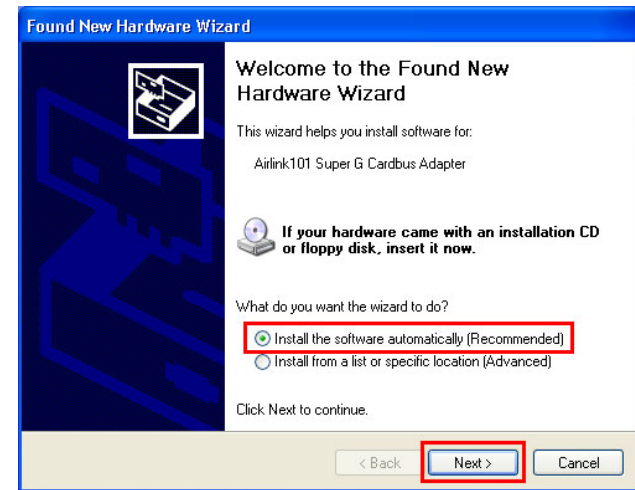 Found New Hardware Wizard
Welcome to the Found New
Hardware Wizard
This wizard helps you install software for:
Airlink101 Super G Cardbus Adapter
If your hardware came with an installation CD
or floppy disk, insert it now.
What do you want the wizard to do?
Install the software automatically (Recommended)
Install from a list or specific location (Advanced)
Click Next to continue.
< Back Next > Cancel